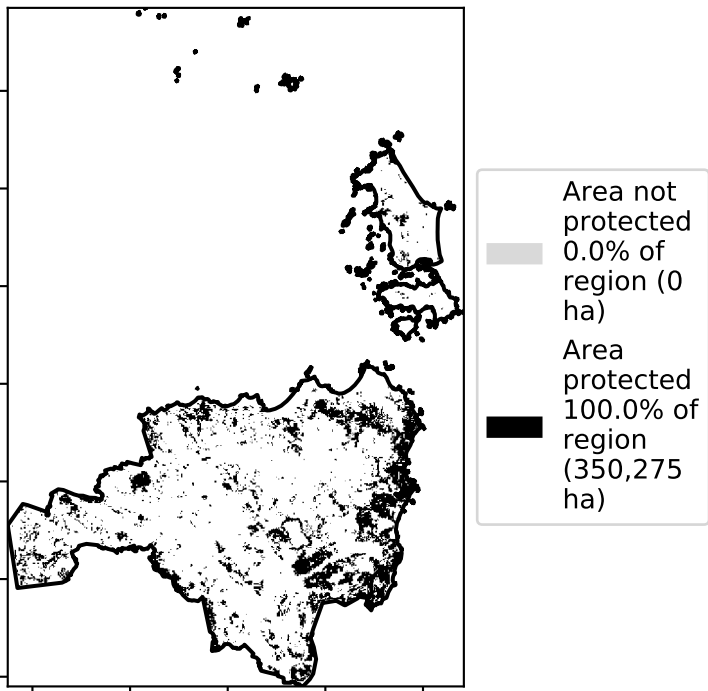 Area not
protected
0.0% of
region (0
ha)
Area
protected
100.0% of
region
(350,275
ha)